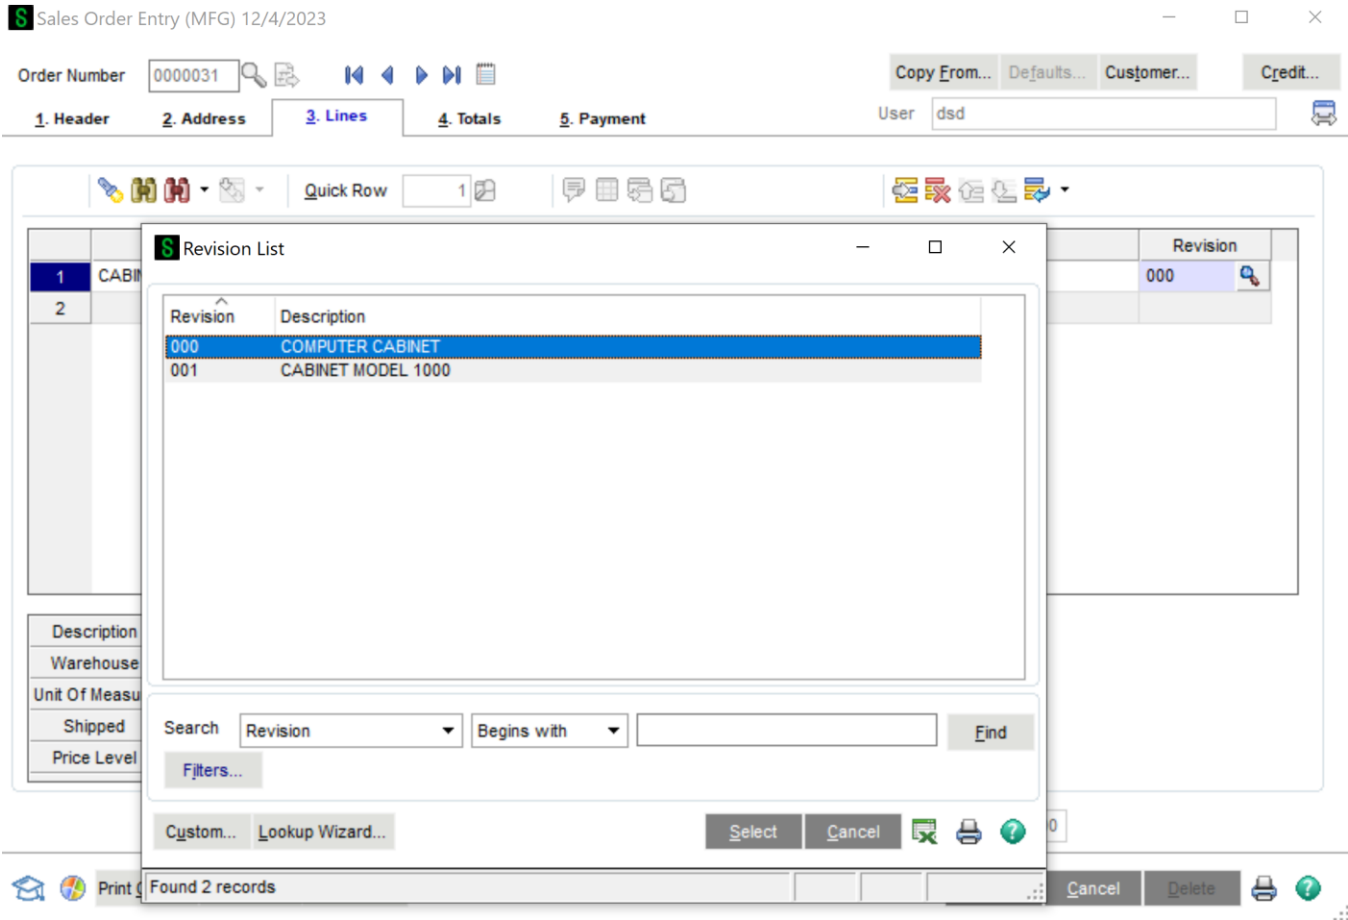 Sales Order Entry (MFG) 12/4/2023
Order Number 0000031 Copy From... Defaults... Customer... Credit...
1. Header 2. Address 3. Lines 4. Totals 5. Payment User dsd
Quick Row 1
Revision
1 CABIN 000
2
S Revision List
Revision Description
000 COMPUTER CABINET
001 CABINET MODEL 1000
Description
Warehouse
Unit Of Measu
Shipped
Price Level
Search Revision Begins with Find
Filters...
Custom... Lookup Wizard... Select Cancel
Found 2 records
Print Cancel Delete